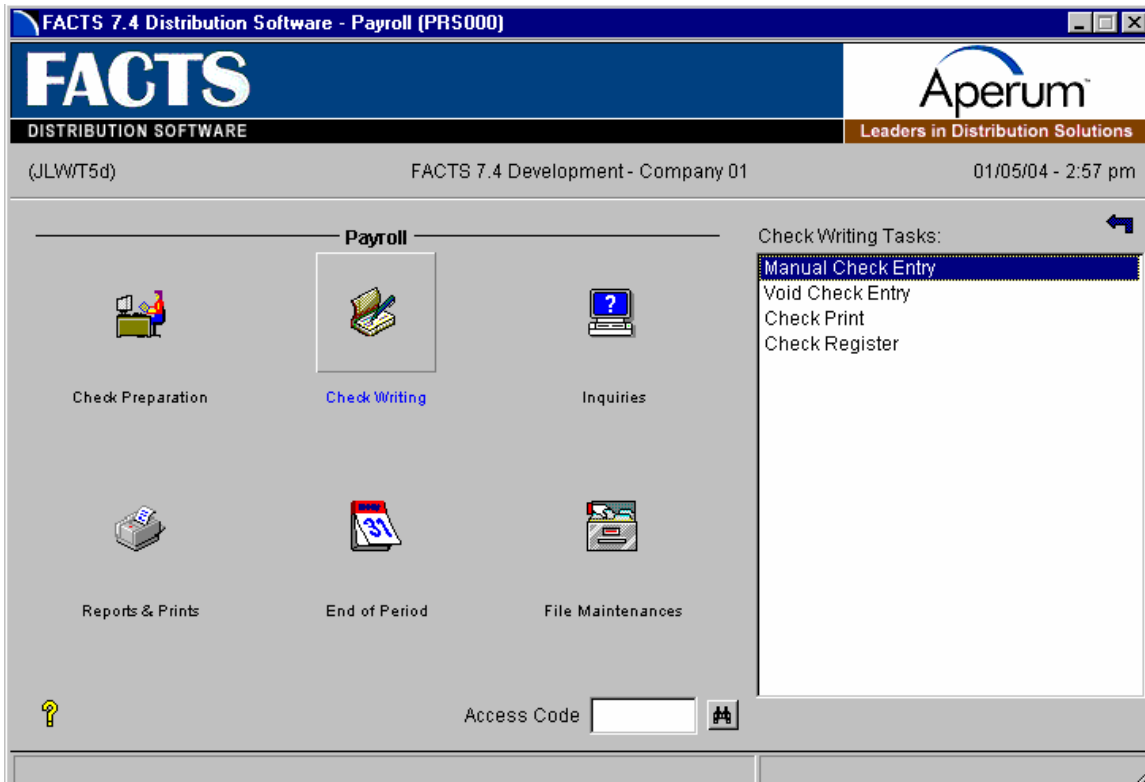 FACTS 7.4 Distribution Software - Payroll (PRS000)
FACTS
DISTRIBUTION SOFTWARE
Aperum™
Leaders in Distribution Solutions
(JLW/T5d)
FACTS 7.4 Development - Company 01
01/05/04 - 2:57 pm
Payroll
Check Preparation
Check Writing
?
Inquiries
Reports & Prints
31
End of Period
File Maintenances
Check Writing Tasks:
Manual Check Entry
Void Check Entry
Check Print
Check Register
?
Access Code